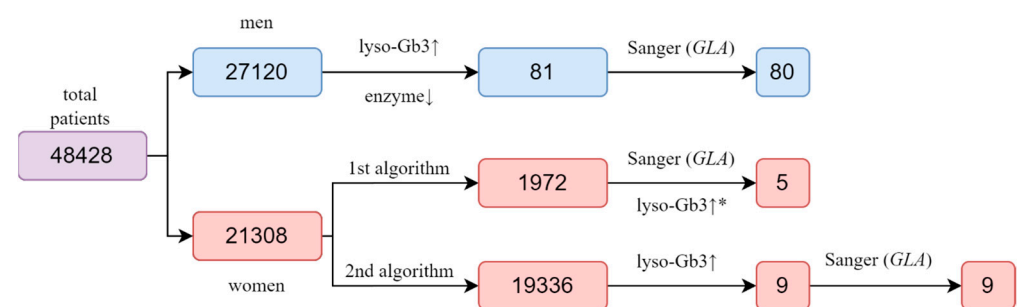 men
lyso-Gb3↑
Sanger (GLA)
27120
81
80
enzyme↓
total
patients
48428
1st algorithm
Sanger (GLA)
1972
5
lyso-Gb3↑*
21308
women
2nd algorithm
lyso-Gb3↑
Sanger (GLA)
19336
9
9